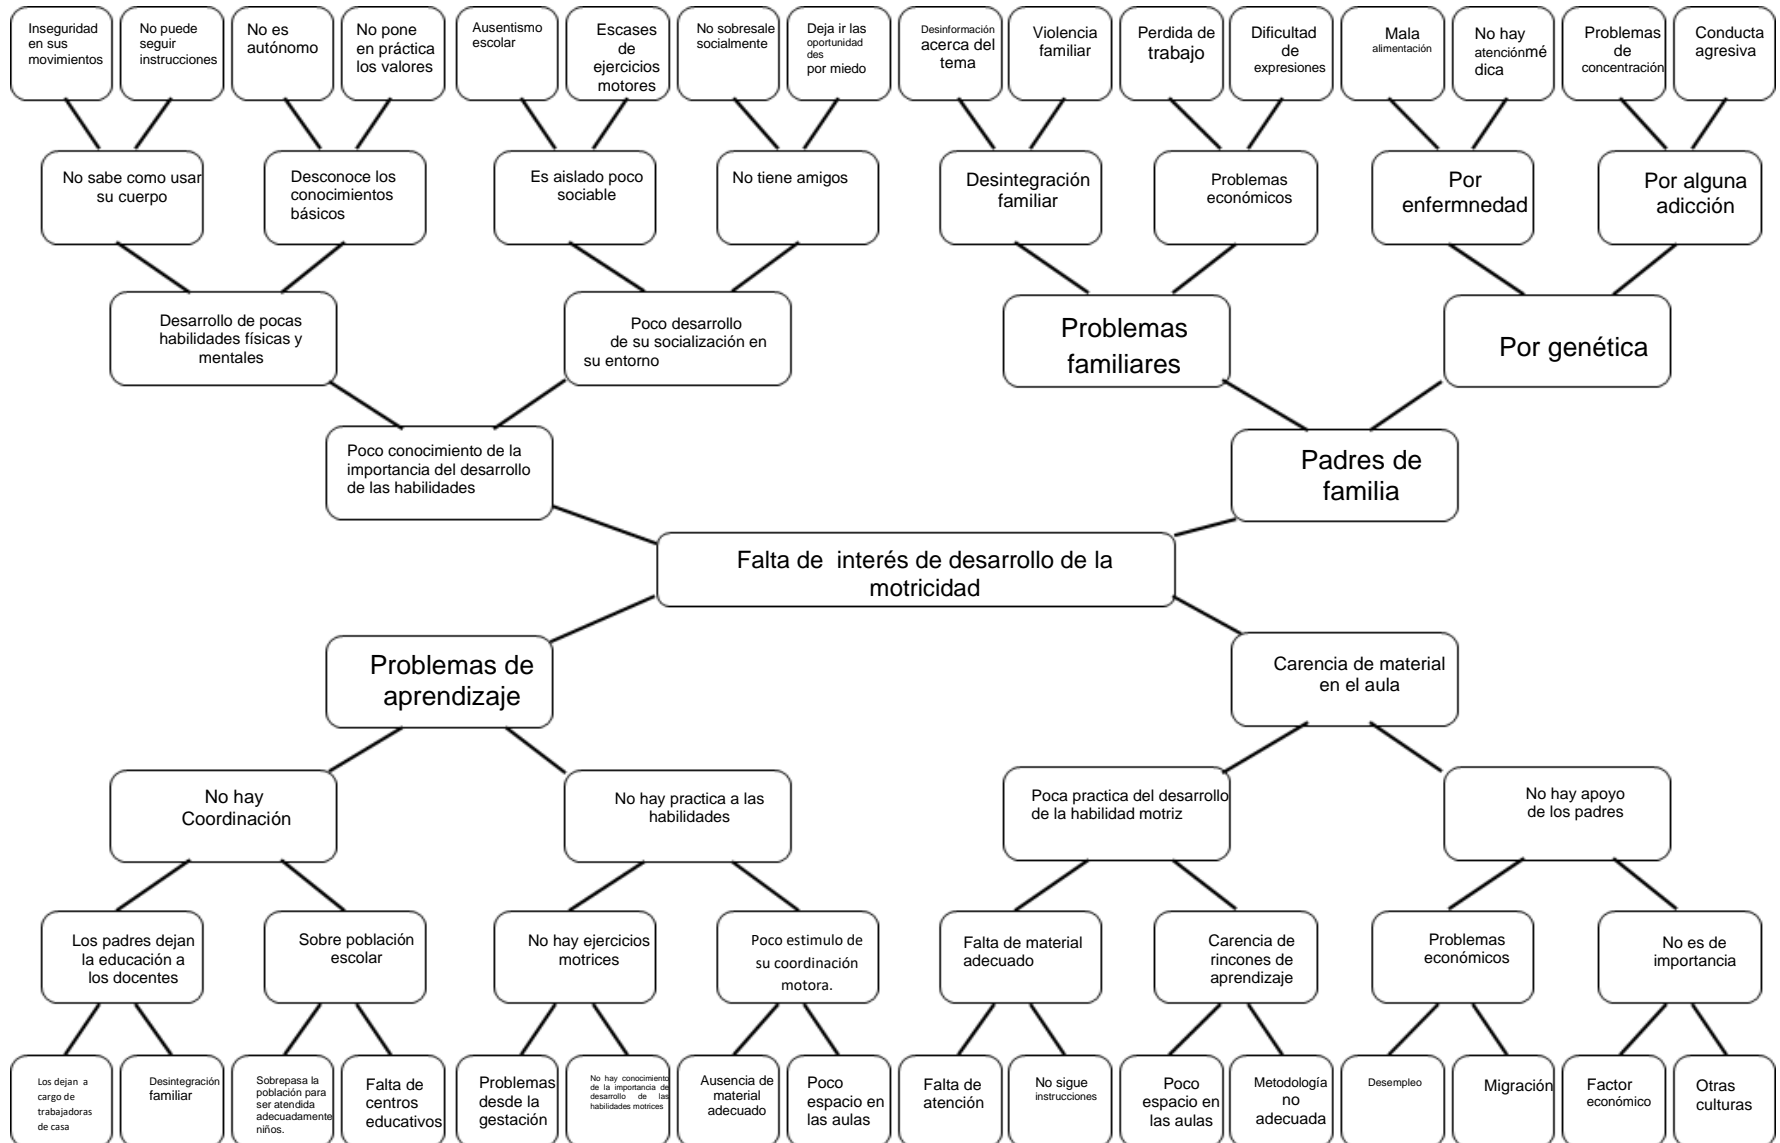 Inseguridad
en sus
movimientos
No puede
seguir
instrucciones
No es
autónomo
No pone
en práctica
los valores
Ausentismo
escolar
Escases
de
ejercicios
motores
No sobresale
socialmente
Deja ir las
oportunidad
des
por miedo
Desinformación
acerca del
tema
Violencia
familiar
Perdida de
trabajo
Dificultad
de
expresiones
Mala
alimentación
No hay
atenciónmé
dica
Problemas
de
concentración
Conducta
agresiva
No sabe como usar
su cuerpo
Desconoce los
conocimientos
básicos
Es aislado poco
sociable
No tiene amigos
Desintegración
familiar
Problemas
económicos
Por
enfermnedad
Por alguna
adicción
Desarrollo de pocas
habilidades físicas y
mentales
Poco desarrollo
de su socialización en
su entorno
Problemas
familiares
Por genética
Poco conocimiento de la
importancia del desarrollo
de las habilidades
Padres de
familia
Falta de interés de desarrollo de la
motricidad
Problemas de
aprendizaje
Carencia de material
en el aula
No hay
Coordinación
No hay practica a las
habilidades
Poca practica del desarrollo
de la habilidad motriz
No hay apoyo
de los padres
Los padres dejan
la educación a
los docentes
Sobre población
escolar
No hay ejercicios
motrices
Poco estimulo de
su coordinación
motora.
Falta de material
adecuado
Carencia de
rincones de
aprendizaje
Problemas
económicos
No es de
importancia
Los dejan a
cargo de
trabajadoras
de casa
Desintegración
familiar
Sobrepasa la
población para
ser atendida
adecuadamente
niños.
Falta de
centros
educativos
Problemas
desde la
gestación
No hay conocimiento
de la importancia de
desarrollo de las
habilidades motrices
Ausencia de
material
adecuado
Poco
espacio en
las aulas
Falta de
atención
No sigue
instrucciones
Poco
espacio en
las aulas
Metodología
no
adecuada
Desempleo
Migración
Factor
económico
Otras
culturas